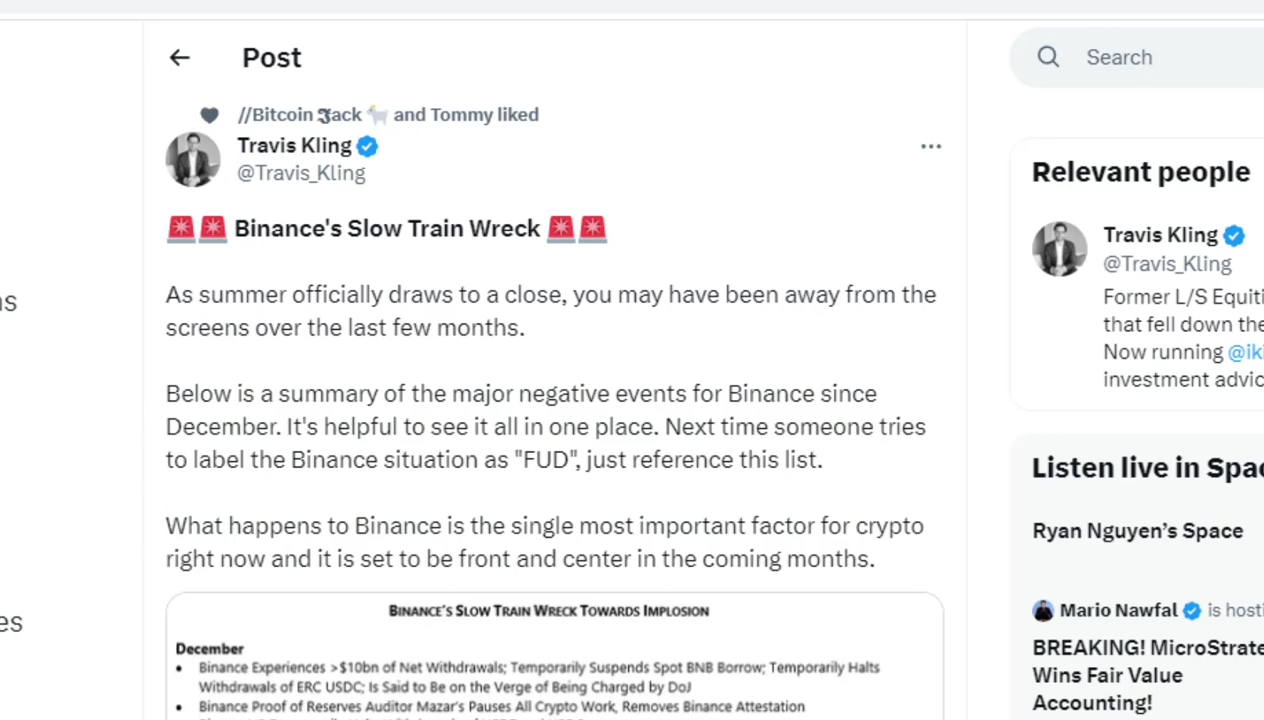 Post
Search
//Bitcoin 𝕵ack 🐐 and Tommy liked
Travis Kling
@Travis_Kling
🚨🚨 Binance's Slow Train Wreck 🚨🚨
As summer officially draws to a close, you may have been away from the
screens over the last few months.
Below is a summary of the major negative events for Binance since
December. It's helpful to see it all in one place. Next time someone tries
to label the Binance situation as "FUD", just reference this list.
What happens to Binance is the single most important factor for crypto
right now and it is set to be front and center in the coming months.
BINANCE'S SLOW TRAIN WRECK TOWARDS IMPLOSION
December
• Binance Experiences >$10bn of Net Withdrawals; Temporarily Suspends Spot BNB Borrow; Temporarily Halts
Withdrawals of ERC USDC; Is Said to Be on the Verge of Being Charged by DoJ
• Binance Proof of Reserves Auditor Mazar's Pauses All Crypto Work, Removes Binance Attestation
Relevant people
Travis Kling
@Travis_Kling
Former L/S Equiti
that fell down the
Now running @iki
investment advic
Listen live in Spac
Ryan Nguyen's Space
Mario Nawfal is hosti
BREAKING! MicroStrate
Wins Fair Value
Accounting!